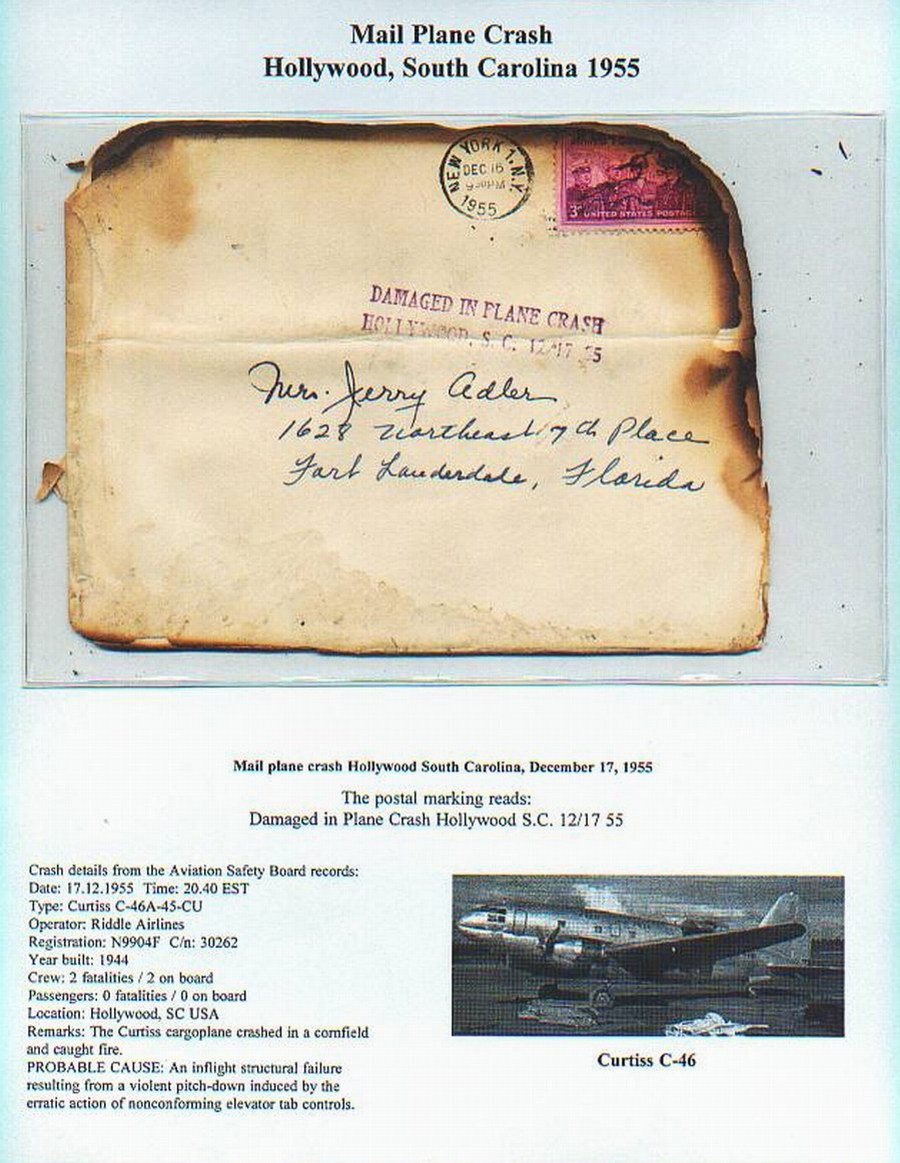 Mail Plane Crash
Hollywood, South Carolina 1955
NEW YORK 1, N.Y.
DEC 16
9 30 PM
1955
3¢ UNITED STATES POSTAGE
DAMAGED IN PLANE CRASH
HOLLYWOOD, S. C. 12/17 55
Mrs. Jerry Adler
1628 Northeast 7th Place
Fort Lauderdale, Florida
Mail plane crash Hollywood South Carolina, December 17, 1955
The postal marking reads:
Damaged in Plane Crash Hollywood S.C. 12/17 55
Crash details from the Aviation Safety Board records:
Date: 17.12.1955 Time: 20.40 EST
Type: Curtiss C-46A-45-CU
Operator: Riddle Airlines
Registration: N9904F C/n: 30262
Year built: 1944
Crew: 2 fatalities / 2 on board
Passengers: 0 fatalities / 0 on board
Location: Hollywood, SC USA
Remarks: The Curtiss cargoplane crashed in a cornfield
and caught fire.
PROBABLE CAUSE: An inflight structural failure
resulting from a violent pitch-down induced by the
erratic action of nonconforming elevator tab controls.
Curtiss C-46